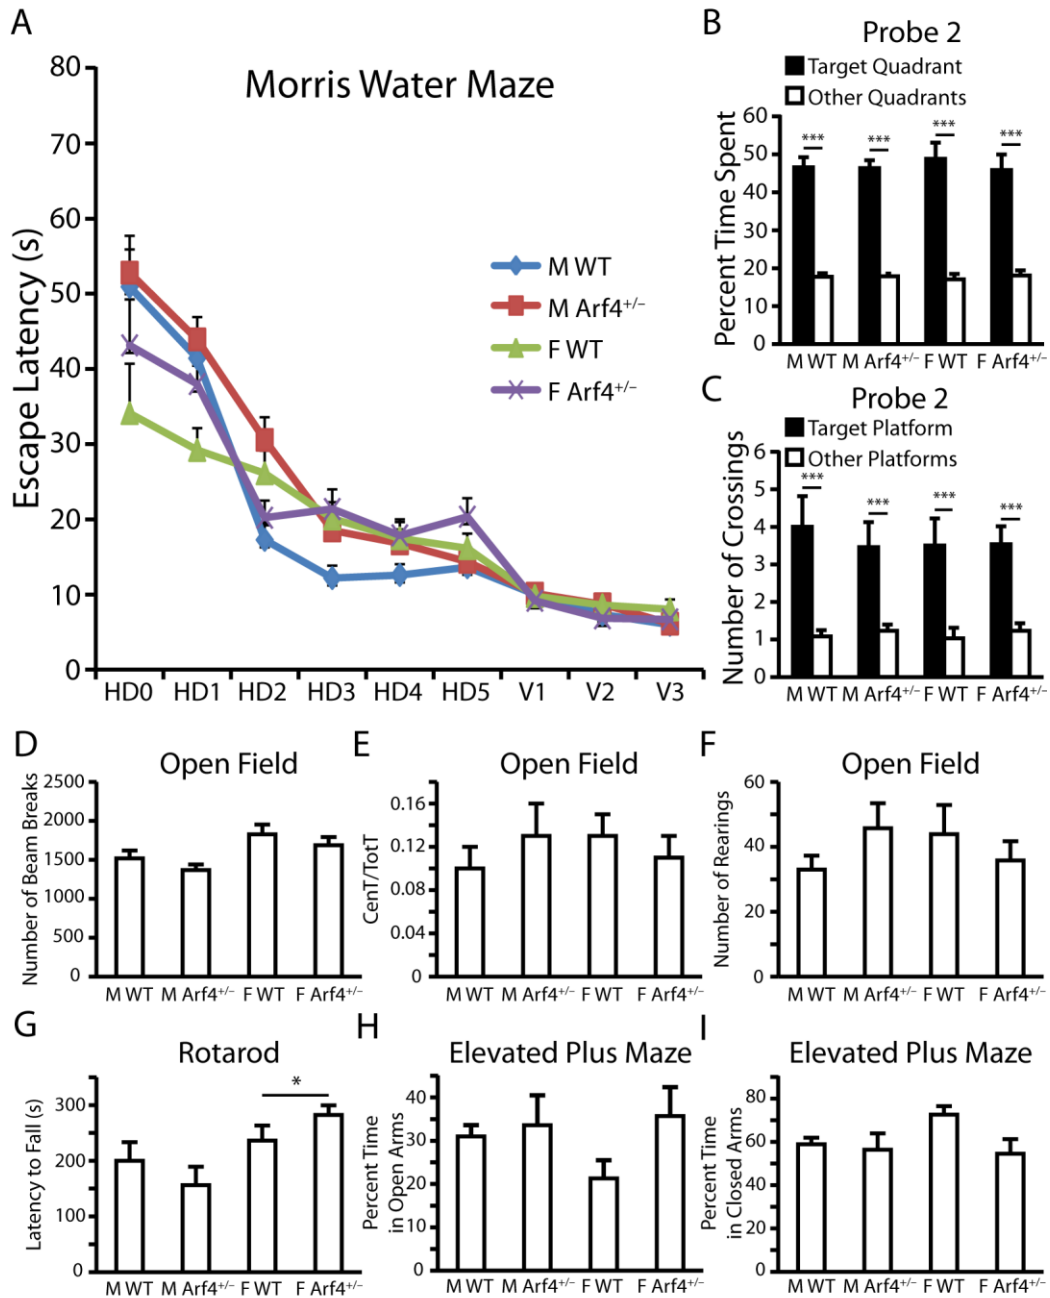 A
Morris Water Maze
Escape Latency (s)
80
70
60
50
40
30
20
10
0
HD0 HD1 HD2 HD3 HD4 HD5 V1 V2 V3
M WT
M Arf4+/–
F WT
F Arf4+/–
B
Probe 2
Target Quadrant
Other Quadrants
Percent Time Spent
60
50
40
30
20
10
0
*** *** *** ***
M WT M Arf4+/– F WT F Arf4+/–
C
Probe 2
Target Platform
Other Platforms
Number of Crossings
6
5
4
3
2
1
0
*** *** *** ***
M WT M Arf4+/– F WT F Arf4+/–
D
Open Field
Number of Beam Breaks
2500
2000
1500
1000
500
0
M WT M Arf4+/– F WT F Arf4+/–
E
Open Field
CenT/TotT
0.16
0.12
0.08
0.04
0
M WT M Arf4+/– F WT F Arf4+/–
F
Open Field
Number of Rearings
60
40
20
0
M WT M Arf4+/– F WT F Arf4+/–
G
Rotarod
Latency to Fall (s)
300
200
100
0
*
M WT M Arf4+/– F WT F Arf4+/–
H
Elevated Plus Maze
Percent Time
in Open Arms
40
30
20
10
0
M WT M Arf4+/– F WT F Arf4+/–
I
Elevated Plus Maze
Percent Time
in Closed Arms
80
60
40
20
0
M WT M Arf4+/– F WT F Arf4+/–